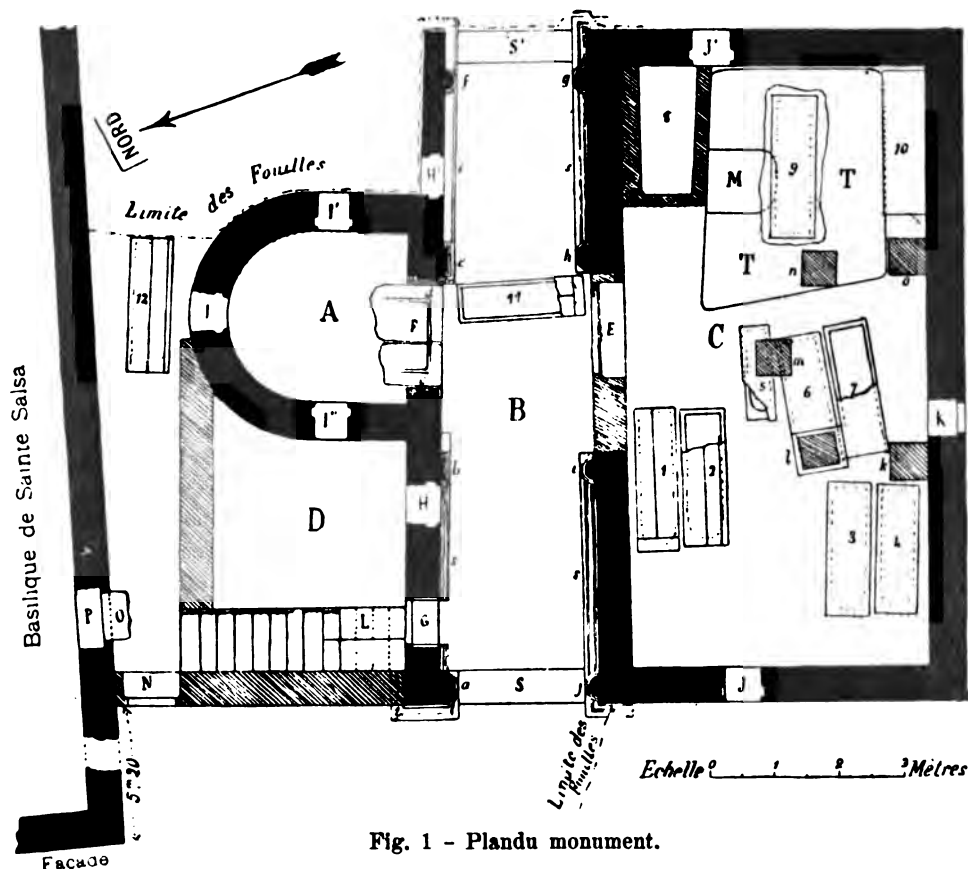 S'
J'
f
g
NORD
8
9
10
Limite des Fouilles
H'
i
s
M
T
I'
12
I
A
c
h
T
n
o
F
11
E
C
m
s'
6
7
K
Basilique de Sainte Salsa
I"
B
l
k
1
2
b
i
D
H
3
4
s
s
P
O
L
G
N
a
S
j
J
5m20
Limite des Fouilles
Echelle 0 1 2 3 Mètres
Façade
Fig. 1 - Plandu monument.